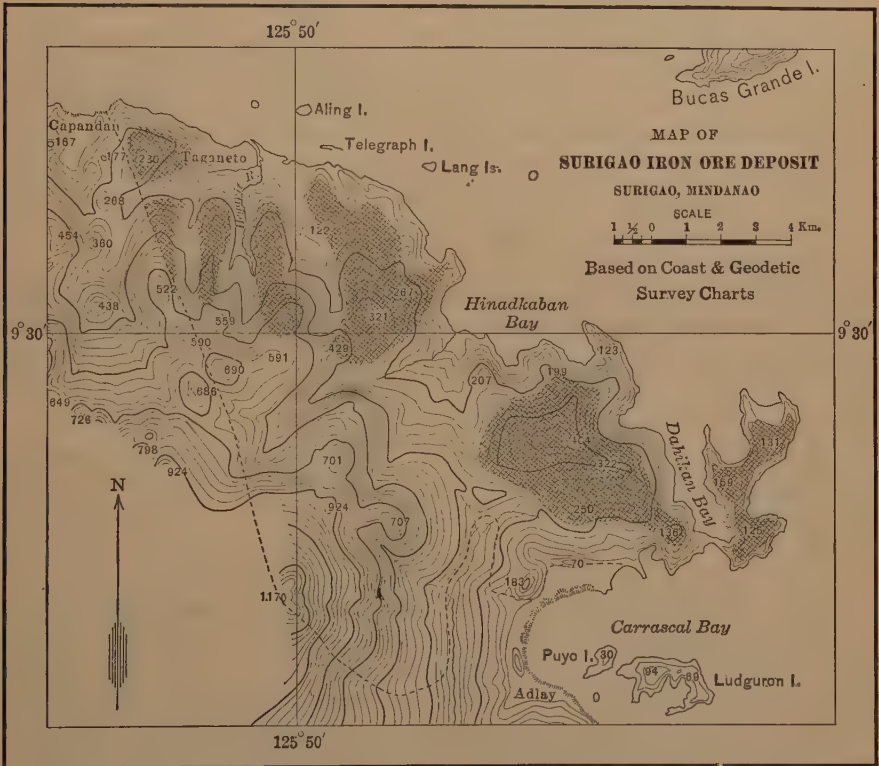 125° 50′
Bucas Grande I.
MAP OF
SURIGAO IRON ORE DEPOSIT
SURIGAO, MINDANAO
SCALE
1 ½ 0 1 2 3 4 Km.
Based on Coast & Geodetic
Survey Charts
Aling I.
Capandan
167
Telegraph I.
177
230
Taganeto
R.
Lang Is.
268
454
360
122
522
267
438
321
559
Hinadkaban
Bay
9° 30′
9° 30′
590
429
591
123
690
199
207
686
649
726
404
131
798
701
Dahikan Bay
322
924
159
N
924
250
707
136
125
70
183
1.170
Carrascal Bay
Puyo I.
30
94
69
Ludguron I.
Adlay
125° 50′